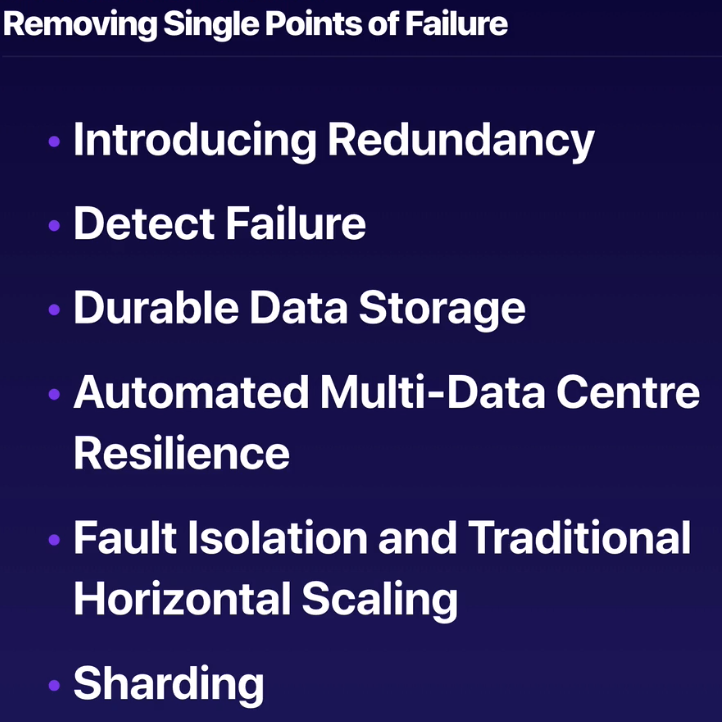 Removing Single Points of Failure
• Introducing Redundancy
• Detect Failure
• Durable Data Storage
• Automated Multi-Data Centre
Resilience
• Fault Isolation and Traditional
Horizontal Scaling
• Sharding